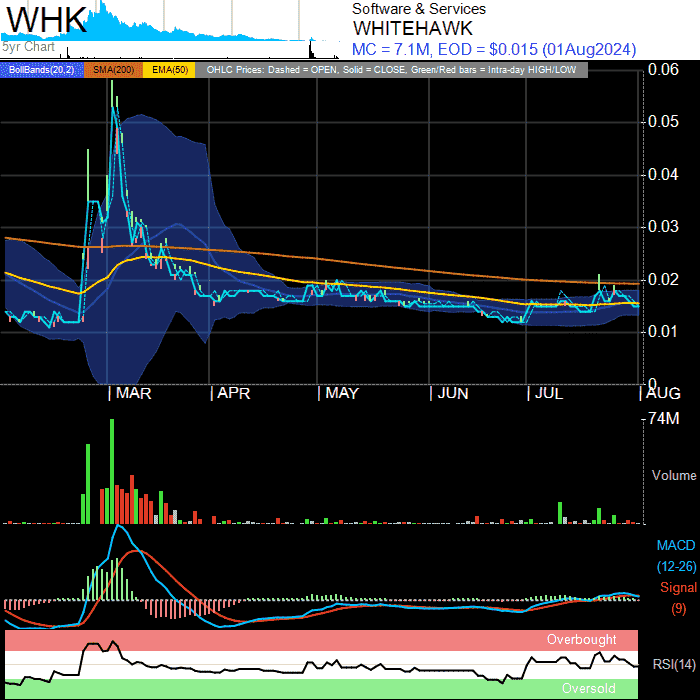 WHK
5yr Chart
Software & Services
WHITEHAWK
MC = 7.1M, EOD = $0.015 (01Aug2024)
BollBands(20,2) SMA(200) EMA(50) OHLC Prices: Dashed = OPEN, Solid = CLOSE, Green/Red bars = Intra-day HIGH/LOW
0.06
0.05
0.04
0.03
0.02
0.01
0
MAR APR MAY JUN JUL AUG
74M
Volume
MACD
(12-26)
Signal
(9)
Overbought
RSI(14)
Oversold